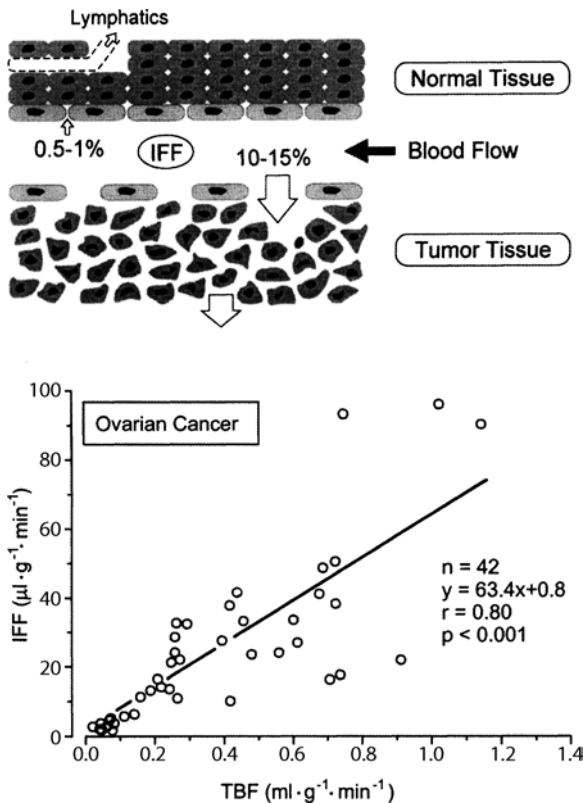 Lymphatics
Normal Tissue
0.5-1%
IFF
10-15%
Blood Flow
Tumor Tissue
Ovarian Cancer
100
80
60
40
20
0
IFF (µl·g⁻¹·min⁻¹)
n = 42
y = 63.4x+0.8
r = 0.80
p < 0.001
0.0 0.2 0.4 0.6 0.8 1.0 1.2 1.4
TBF (ml·g⁻¹·min⁻¹)